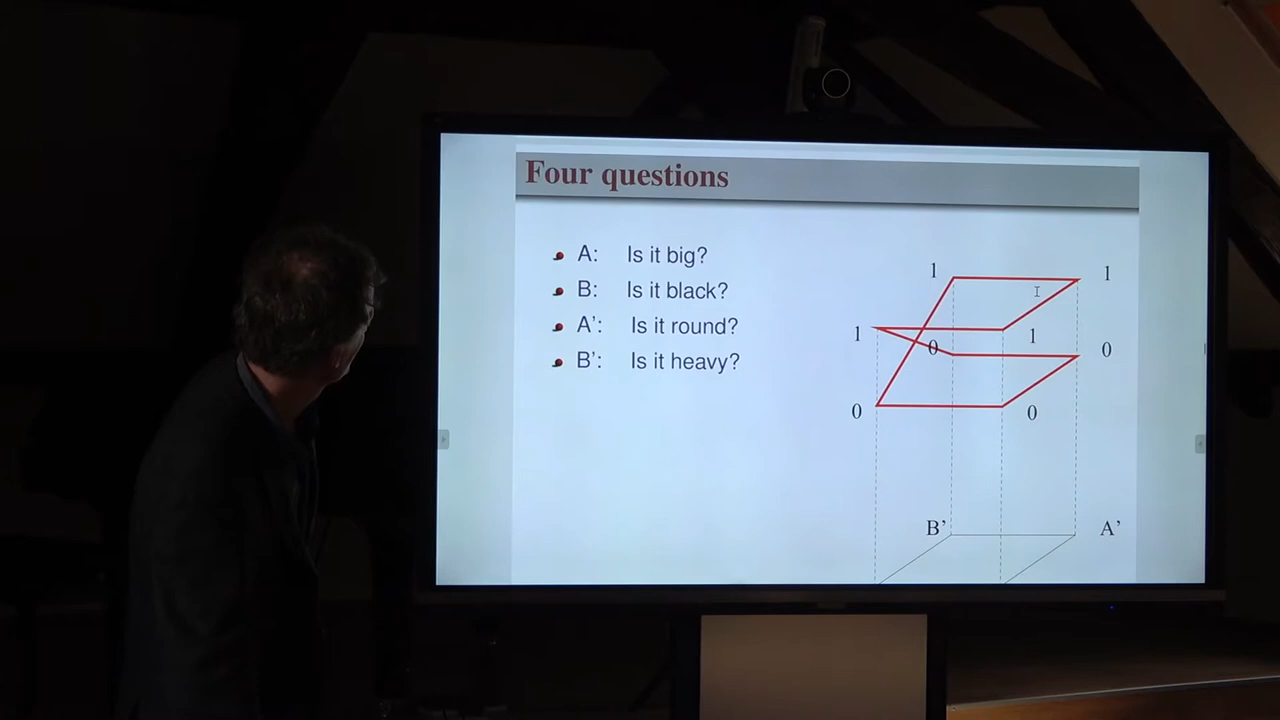 Four questions
A: Is it big?
B: Is it black?
A': Is it round?
B': Is it heavy?
1 1
1 0 1 0
0 0
B' A'